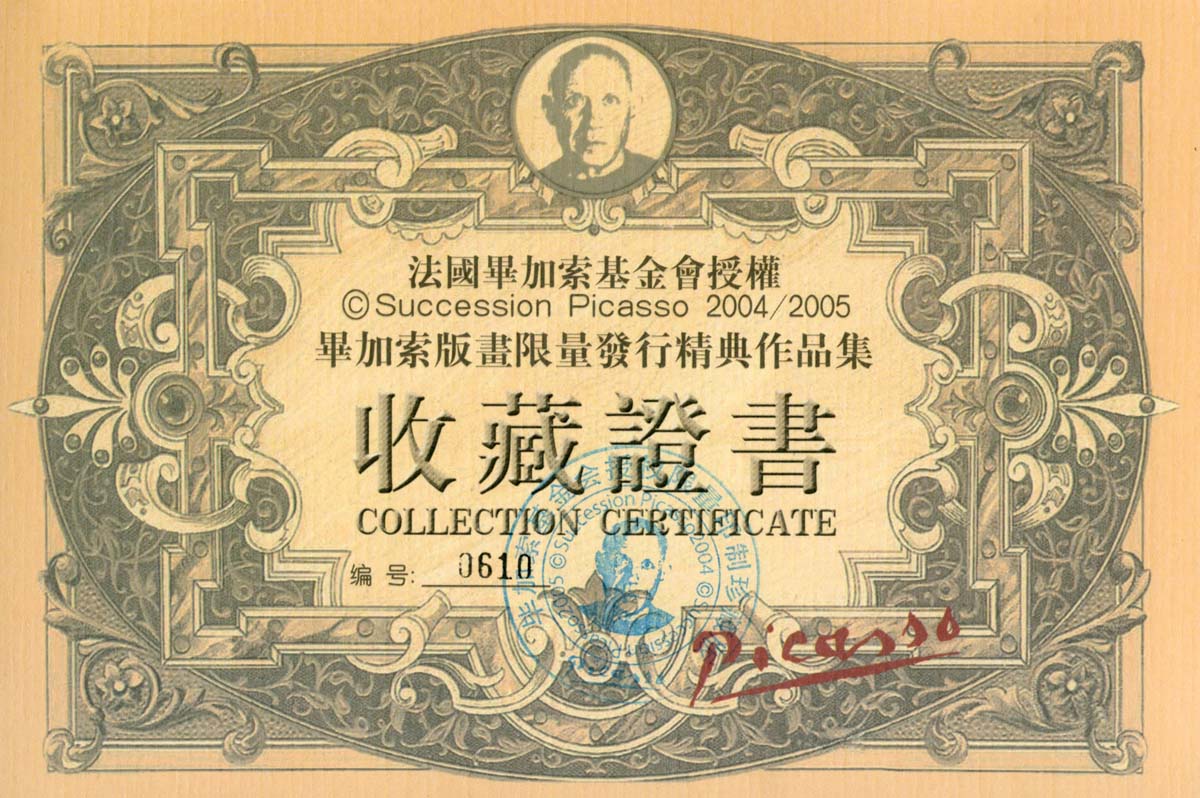 法國畢加索基金會授權
©Succession Picasso 2004/2005
畢加索版畫限量發行精典作品集
收藏證書
COLLECTION CERTIFICATE
编号: 0610
Picasso